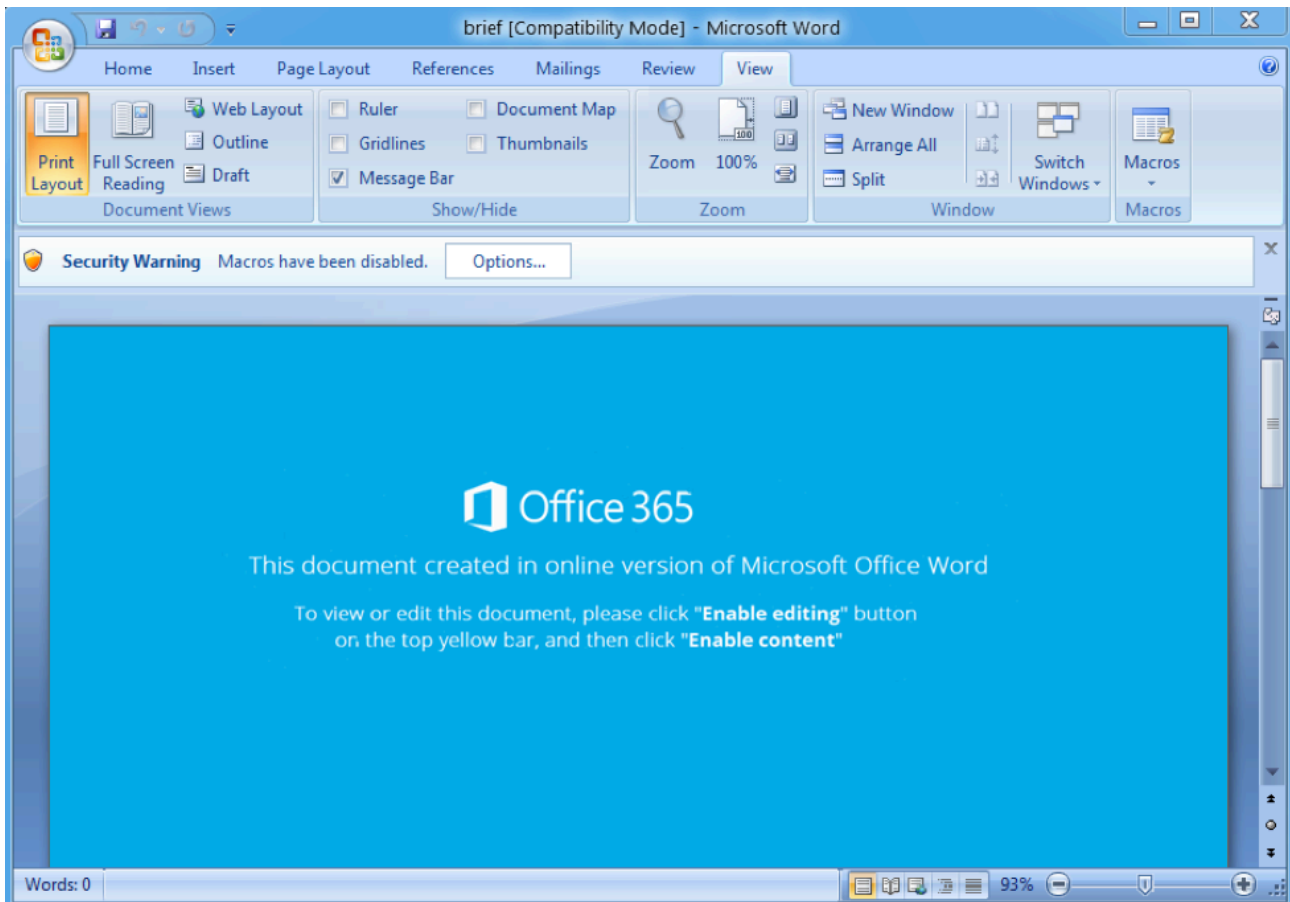 brief [Compatibility Mode] - Microsoft Word
Home Insert Page Layout References Mailings Review View
Print Layout
Full Screen Reading
Web Layout
Outline
Draft
Document Views
Ruler
Gridlines
Message Bar
Document Map
Thumbnails
Show/Hide
Zoom
100
100%
Zoom
New Window
Arrange All
Split
Switch Windows
Window
Macros
Macros
Security Warning Macros have been disabled. Options...
Office 365
This document created in online version of Microsoft Office Word
To view or edit this document, please click "Enable editing" button
on the top yellow bar, and then click "Enable content"
Words: 0
93%